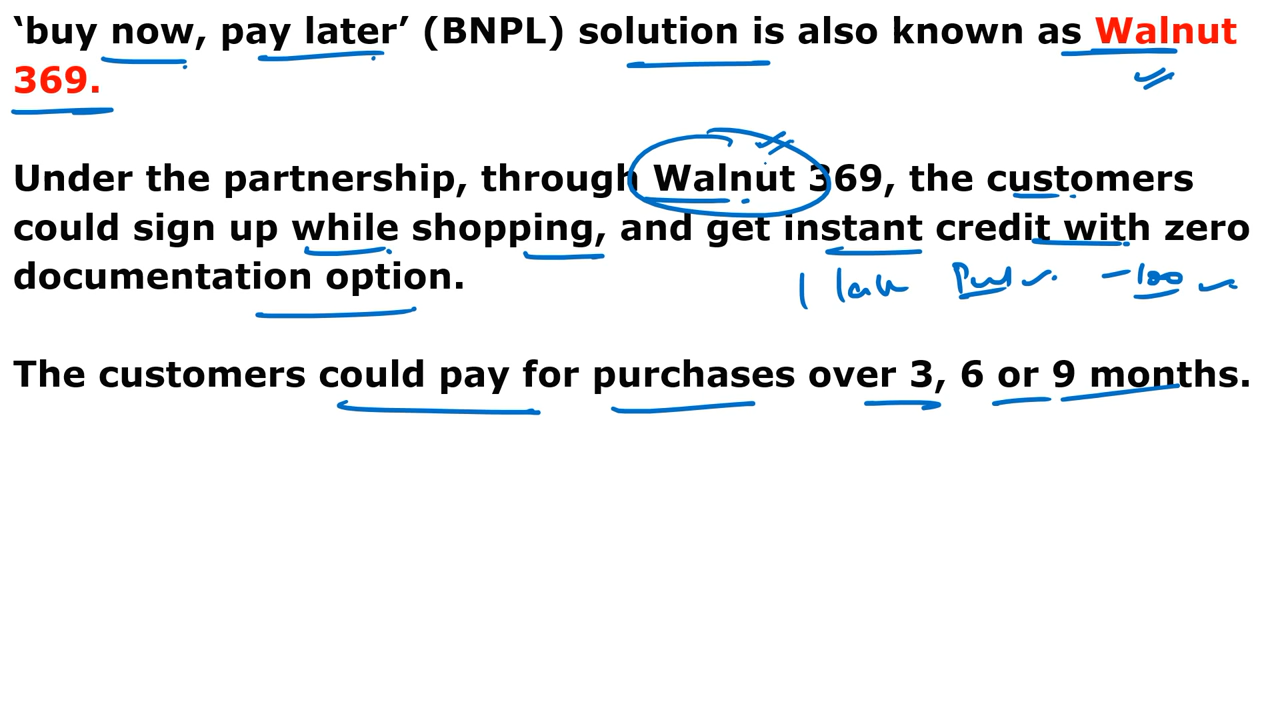 ‘buy now, pay later’ (BNPL) solution is also known as Walnut
369.
Under the partnership, through Walnut 369, the customers
could sign up while shopping, and get instant credit with zero
documentation option.
1 lakh - 100
The customers could pay for purchases over 3, 6 or 9 months.